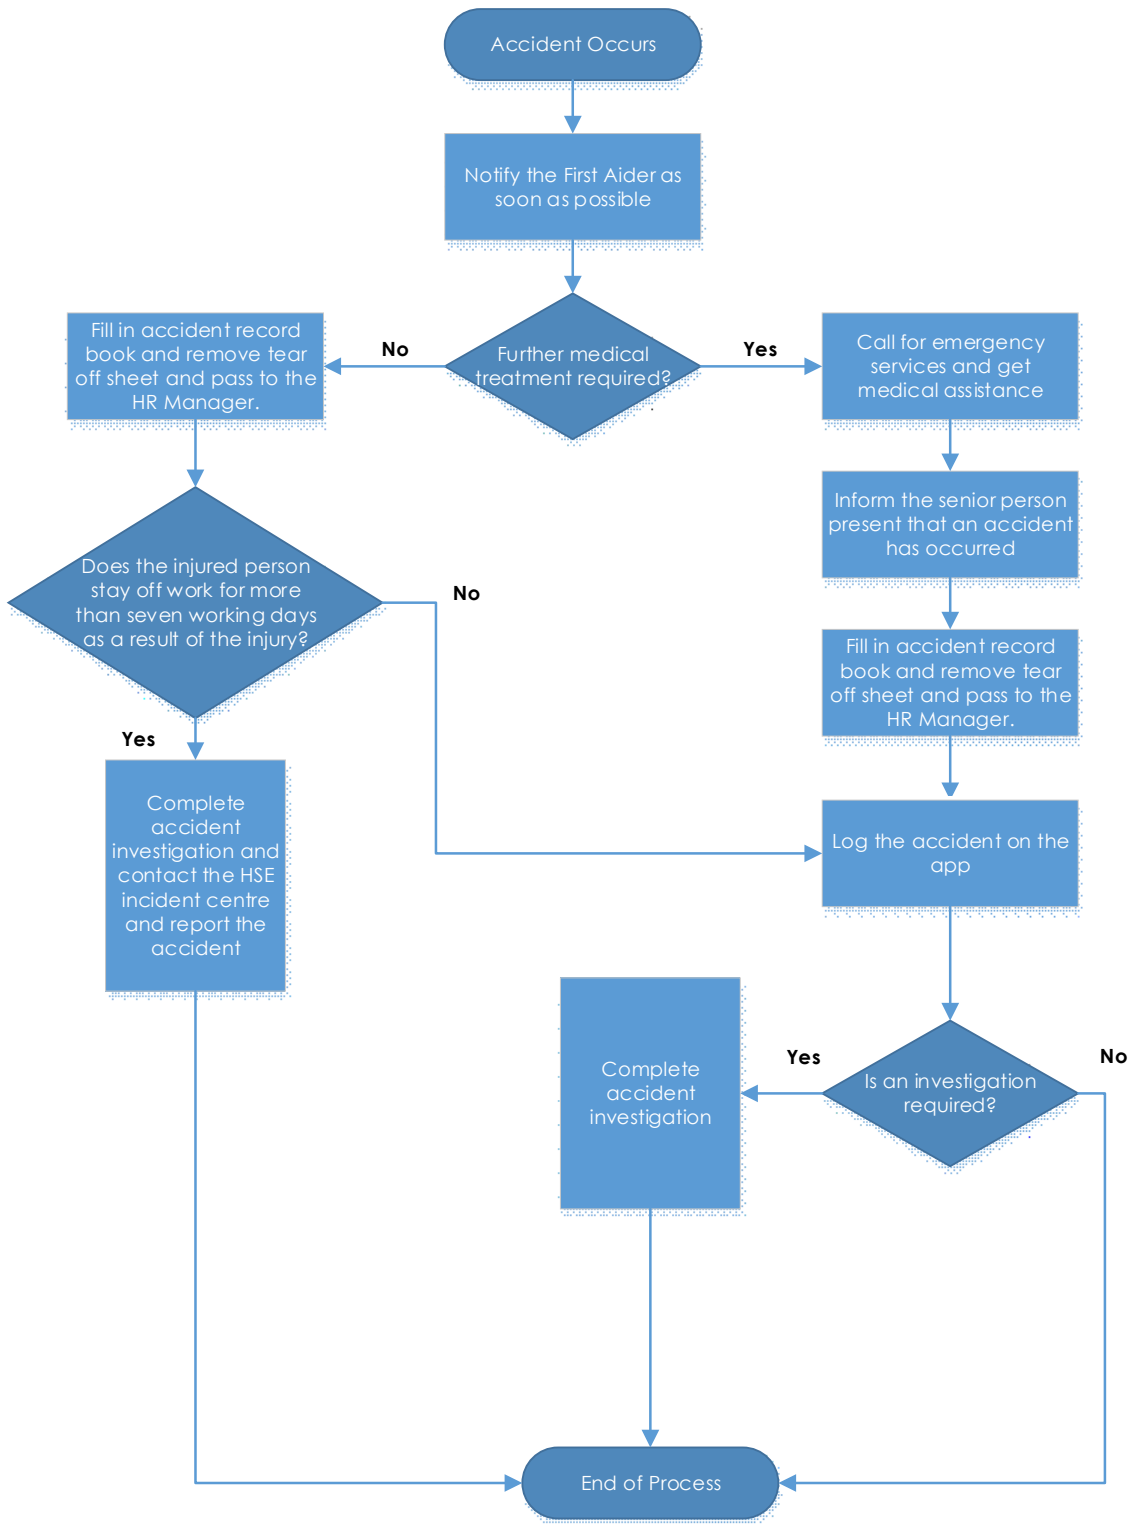 Accident Occurs
Notify the First Aider as
soon as possible
Further medical
treatment required?
No
Yes
Fill in accident record
book and remove tear
off sheet and pass to the
HR Manager.
Call for emergency
services and get
medical assistance
Inform the senior person
present that an accident
has occurred
Does the injured person
stay off work for more
than seven working days
as a result of the injury?
No
Yes
Fill in accident record
book and remove tear
off sheet and pass to the
HR Manager.
Complete
accident
investigation and
contact the HSE
incident centre
and report the
accident
Log the accident on the
app
Is an investigation
required?
Yes
No
Complete
accident
investigation
End of Process